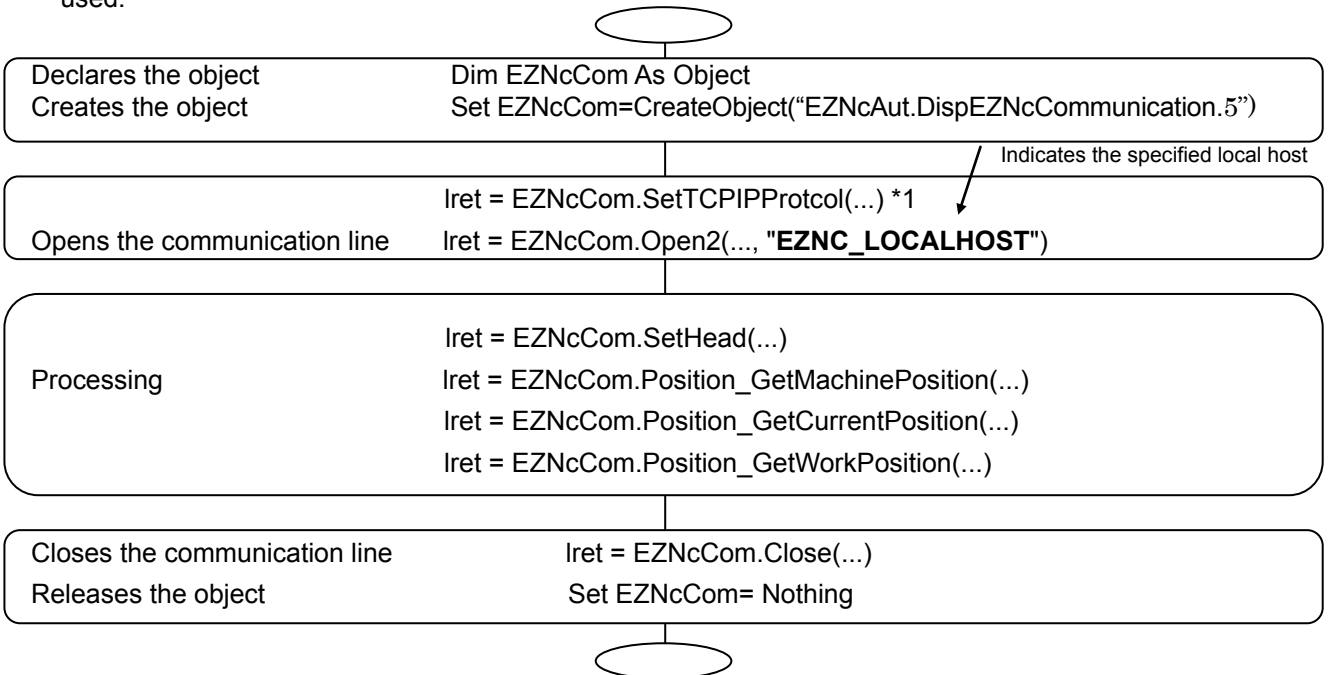 used.
Declares the object Dim EZNcCom As Object
Creates the object Set EZNcCom=CreateObject(“EZNcAut.DispEZNcCommunication.5”)
Indicates the specified local host
lret = EZNcCom.SetTCPIPProtcol(...) *1
Opens the communication line lret = EZNcCom.Open2(..., "EZNC_LOCALHOST")
lret = EZNcCom.SetHead(...)
Processing lret = EZNcCom.Position_GetMachinePosition(...)
lret = EZNcCom.Position_GetCurrentPosition(...)
lret = EZNcCom.Position_GetWorkPosition(...)
Closes the communication line lret = EZNcCom.Close(...)
Releases the object Set EZNcCom= Nothing